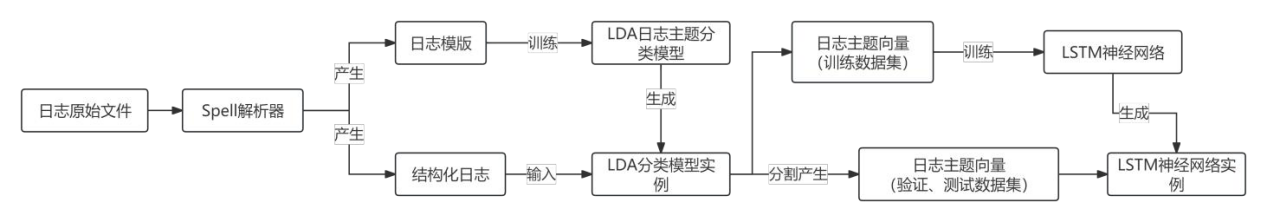 日志原始文件
Spell解析器
产生
产生
日志模版
训练
LDA日志主题分
类模型
生成
结构化日志
输入
LDA分类模型实
例
分割产生
日志主题向量
（训练数据集）
训练
LSTM神经网络
生成
日志主题向量
（验证、测试数据集）
LSTM神经网络实
例